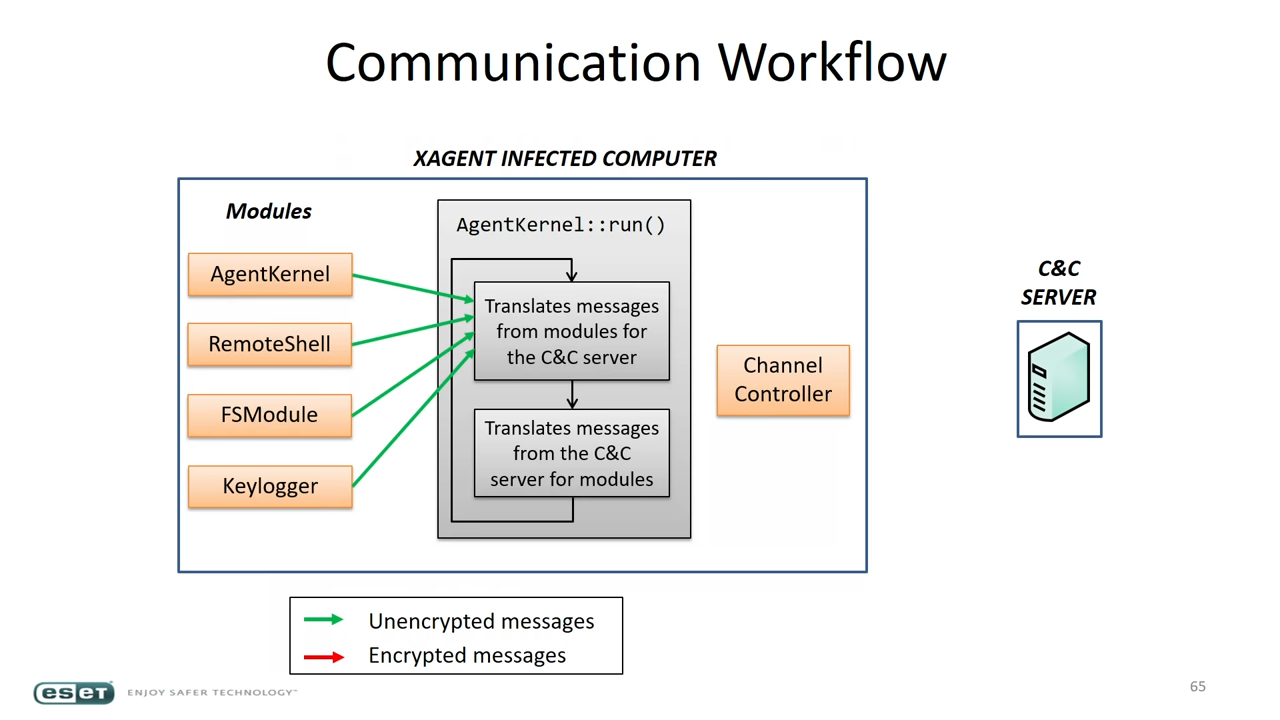 Communication Workflow
XAGENT INFECTED COMPUTER
Modules
AgentKernel
RemoteShell
FSModule
Keylogger
AgentKernel::run()
Translates messages
from modules for
the C&C server
Translates messages
from the C&C
server for modules
Channel
Controller
C&C
SERVER
Unencrypted messages
Encrypted messages
eset ENJOY SAFER TECHNOLOGY™
65